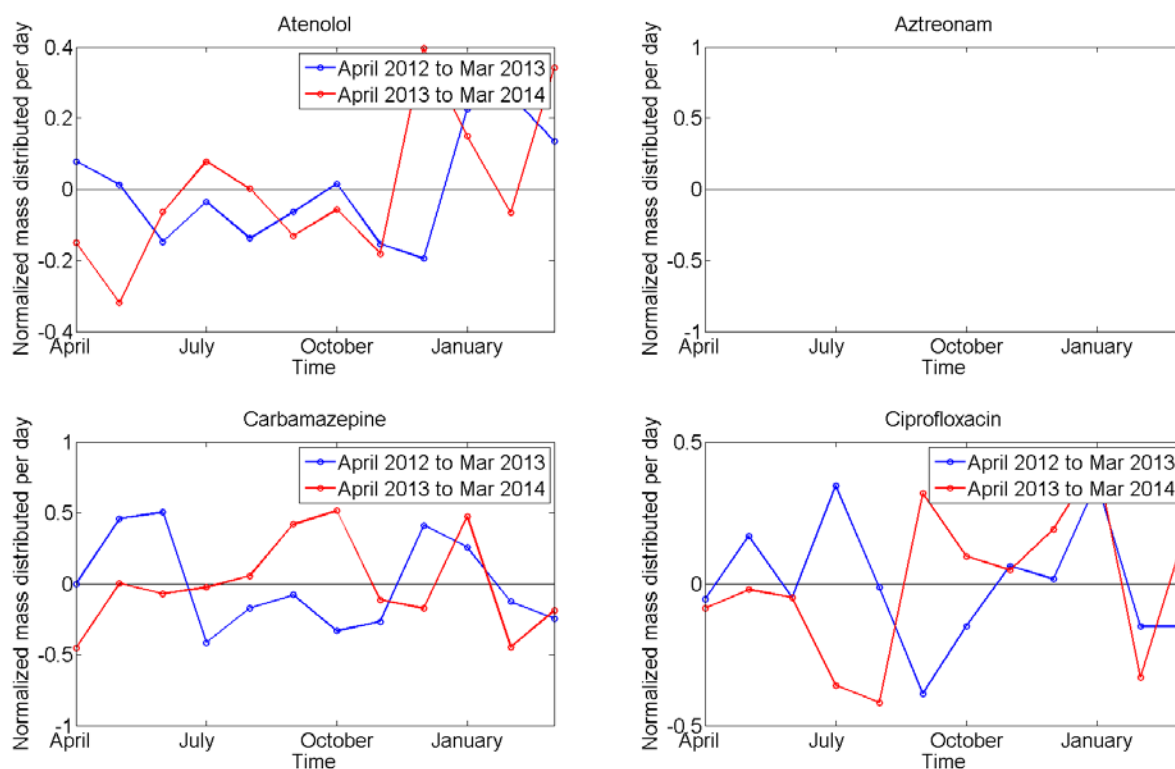 Atenolol
Normalized mass distributed per day
0.4
0.2
0
-0.2
-0.4
April 2012 to Mar 2013
April 2013 to Mar 2014
April
July
October
January
Time
Aztreonam
Normalized mass distributed per day
1
0.5
0
-0.5
-1
April
July
October
January
Time
Carbamazepine
Normalized mass distributed per day
1
0.5
0
-0.5
-1
April 2012 to Mar 2013
April 2013 to Mar 2014
April
July
October
January
Time
Ciprofloxacin
Normalized mass distributed per day
0.5
0
-0.5
April 2012 to Mar 2013
April 2013 to Mar 2014
April
July
October
January
Time